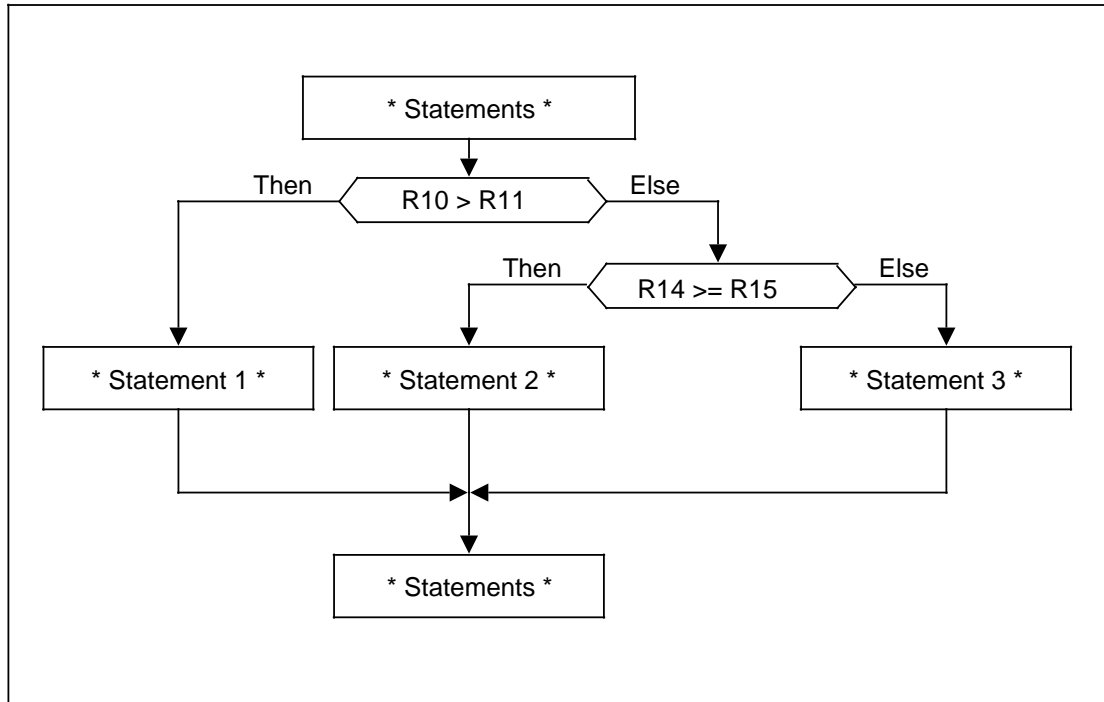 * Statements *
Then
R10 > R11
Else
Then
R14 >= R15
Else
* Statement 1 *
* Statement 2 *
* Statement 3 *
* Statements *